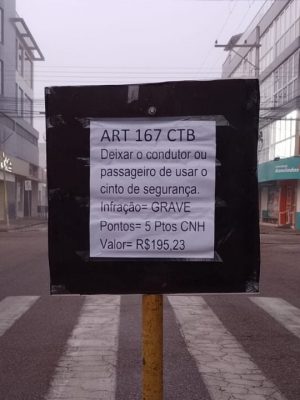 ART 167 CTB
Deixar o condutor ou
passageiro de usar o
cinto de segurança.
Infração= GRAVE
Pontos= 5 Ptos CNH
Valor= R$195,23